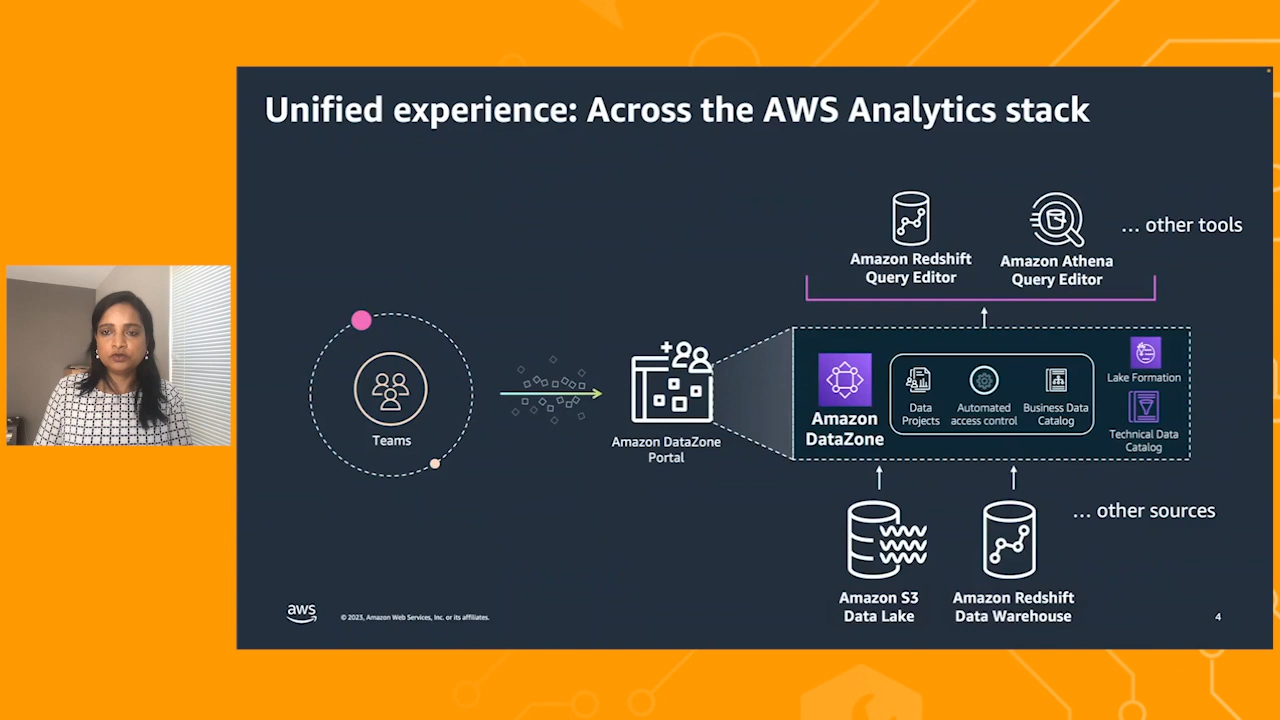 Unified experience: Across the AWS Analytics stack
Amazon Redshift
Query Editor
Amazon Athena
Query Editor
... other tools
Teams
Amazon DataZone
Portal
Amazon
DataZone
Data
Projects
Automated
access control
Business Data
Catalog
Lake Formation
Technical Data
Catalog
... other sources
Amazon S3
Data Lake
Amazon Redshift
Data Warehouse
aws
© 2023, Amazon Web Services, Inc. or its affiliates.
4